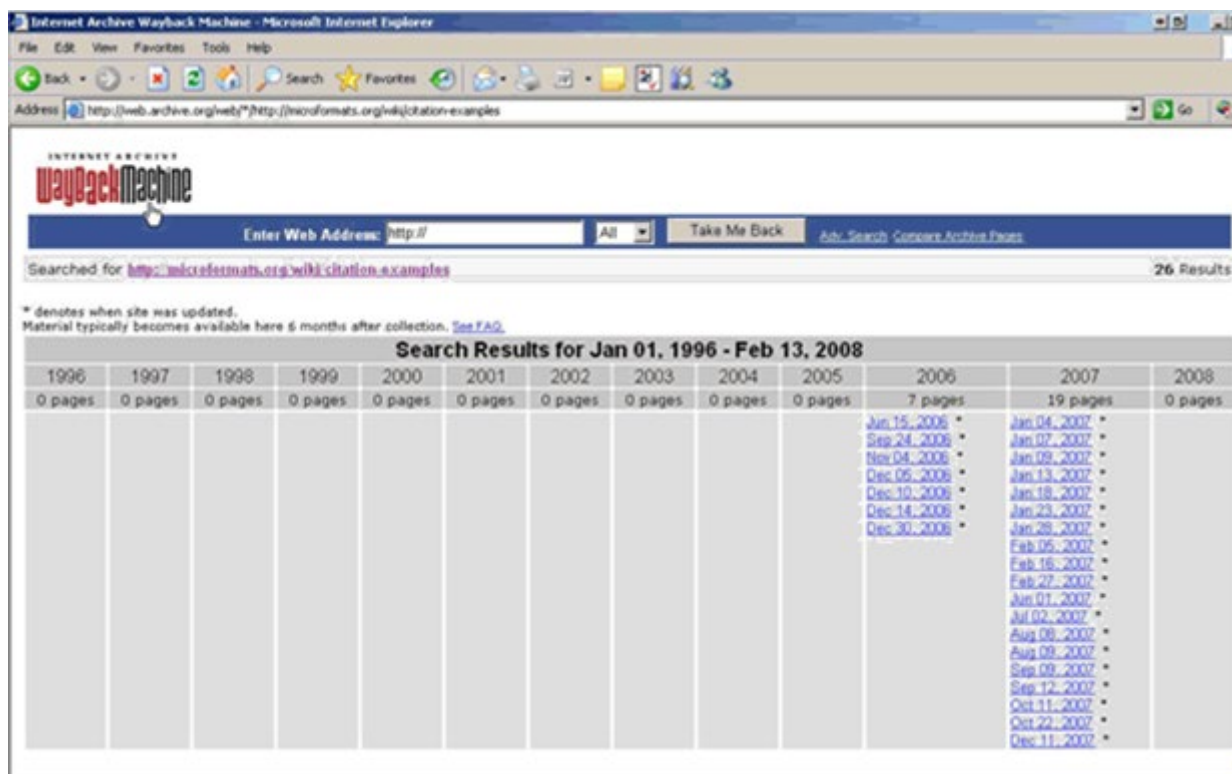 Internet Archive Wayback Machine - Microsoft Internet Explorer
File Edit View Favorites Tools Help
Back Search Favorites
Address http://web.archive.org/web/*/http://microformats.org/wiki/citation-examples Go
INTERNET ARCHIVE
WayBackMachine
Enter Web Address: http:// All Take Me Back Adv. Search Compare Archive Pages
Searched for http://microformats.org/wiki/citation-examples 26 Results
* denotes when site was updated.
Material typically becomes available here 6 months after collection. See FAQ.
Search Results for Jan 01, 1996 - Feb 13, 2008
1996 1997 1998 1999 2000 2001 2002 2003 2004 2005 2006 2007 2008
0 pages 0 pages 0 pages 0 pages 0 pages 0 pages 0 pages 0 pages 0 pages 0 pages 7 pages 19 pages 0 pages
Jun 15, 2006 * Jan 04, 2007 *
Sep 24, 2006 * Jan 07, 2007 *
Nov 04, 2006 * Jan 09, 2007 *
Dec 05, 2006 * Jan 13, 2007 *
Dec 10, 2006 * Jan 18, 2007 *
Dec 14, 2006 * Jan 23, 2007 *
Dec 30, 2006 * Jan 28, 2007 *
Feb 05, 2007 *
Feb 16, 2007 *
Feb 27, 2007 *
Jun 01, 2007 *
Jul 02, 2007 *
Aug 08, 2007 *
Aug 09, 2007 *
Sep 09, 2007 *
Sep 12, 2007 *
Oct 11, 2007 *
Oct 22, 2007 *
Dec 11, 2007 *